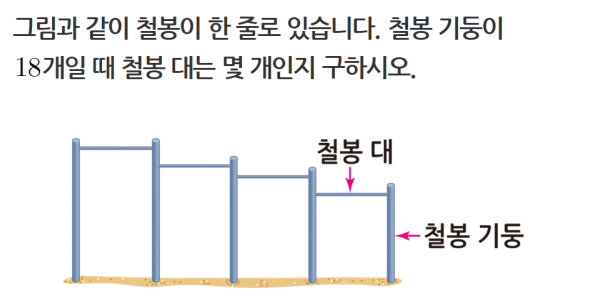 그림과 같이 철봉이 한 줄로 있습니다. 철봉 기둥이
18개일 때 철봉 대는 몇 개인지 구하시오.
철봉 대
철봉 기둥